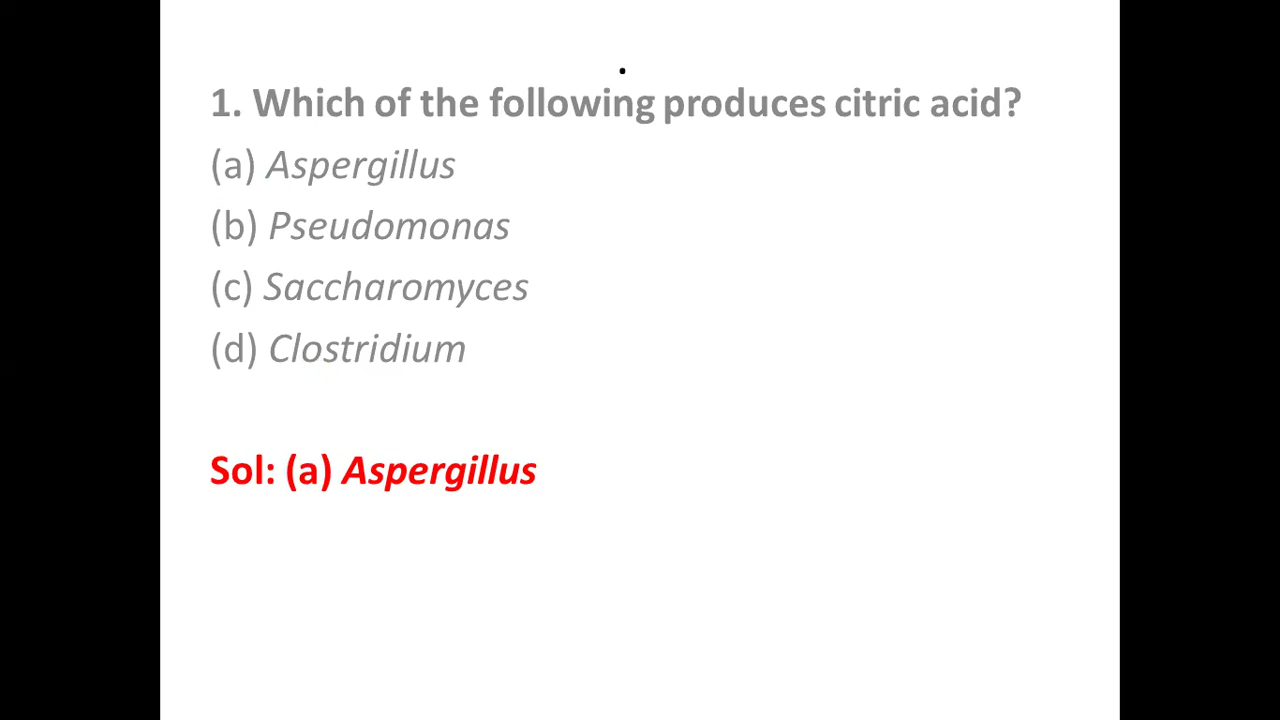 .
1. Which of the following produces citric acid?
(a) Aspergillus
(b) Pseudomonas
(c) Saccharomyces
(d) Clostridium
Sol: (a) Aspergillus